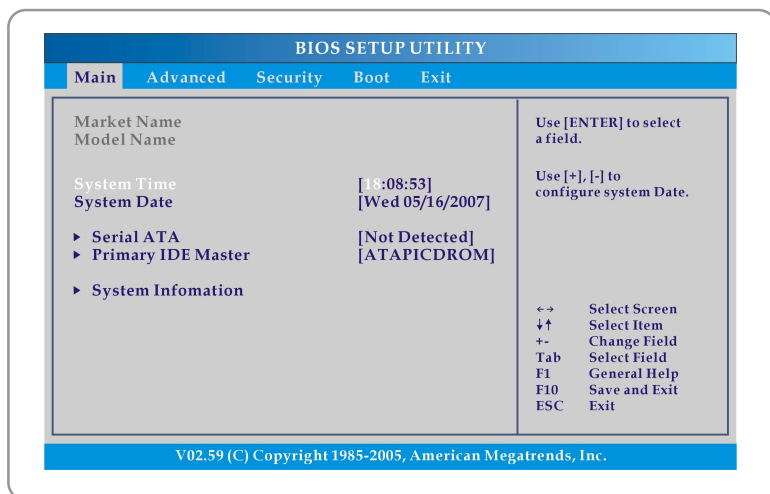 BIOS SETUP UTILITY
Main Advanced Security Boot Exit
Market Name
Model Name
System Time [18:08:53]
System Date [Wed 05/16/2007]
▶ Serial ATA [Not Detected]
▶ Primary IDE Master [ATAPICDROM]
▶ System Infomation
Use [ENTER] to select
a field.
Use [+], [-] to
configure system Date.
←→ Select Screen
↓↑ Select Item
+- Change Field
Tab Select Field
F1 General Help
F10 Save and Exit
ESC Exit
V02.59 (C) Copyright 1985-2005, American Megatrends, Inc.